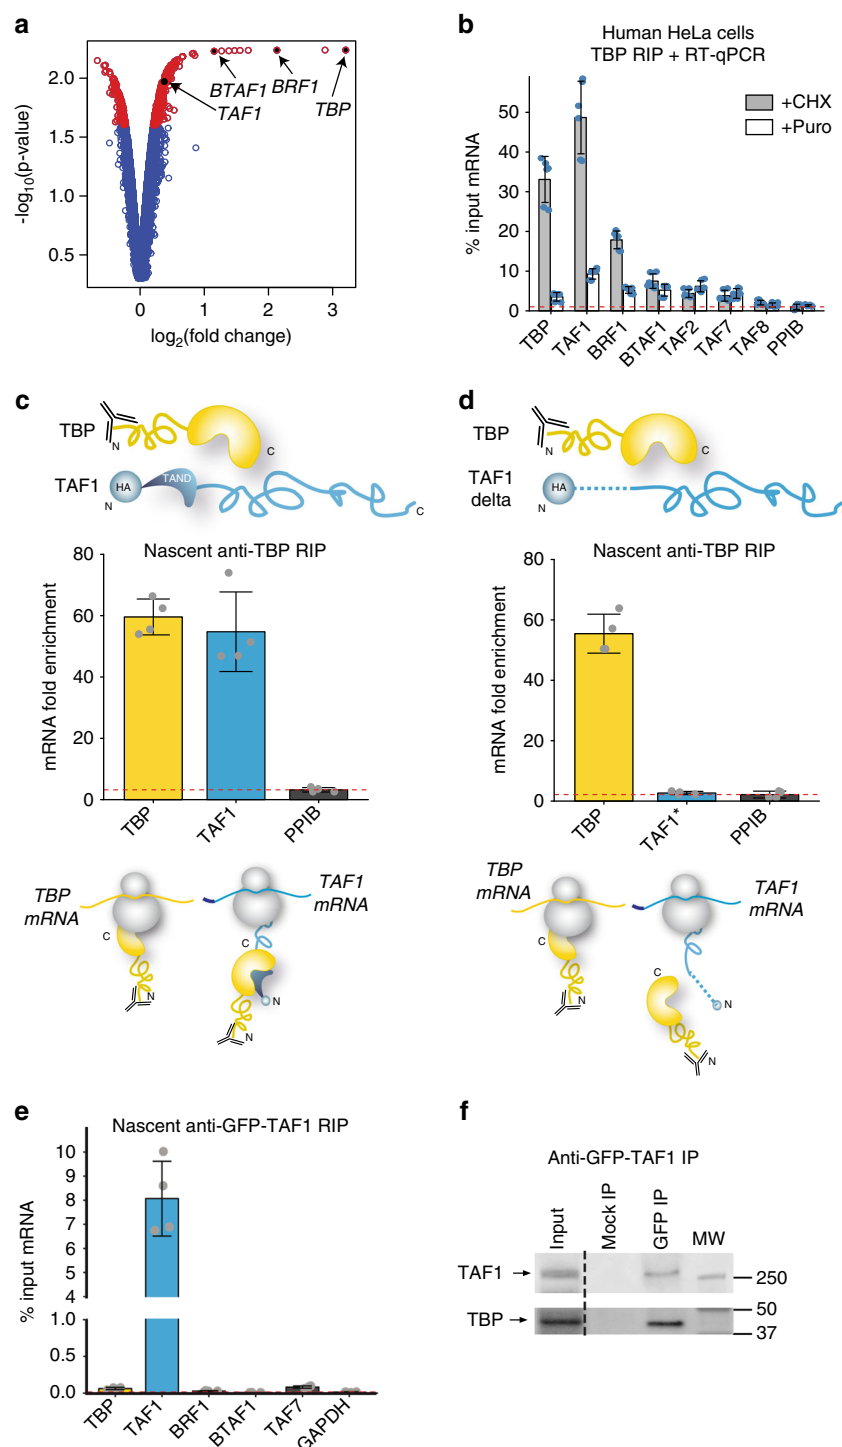 a
-log10(p-value)
2.0
1.5
1.0
0.5
BTAF1
TAF1
BRF1
TBP
0
1
2
3
log2(fold change)
b
Human HeLa cells
TBP RIP + RT-qPCR
+CHX
+Puro
% input mRNA
50
40
30
20
10
0
TBP
TAF1
BRF1
BTAF1
TAF2
TAF7
TAF8
PPIB
c
TBP
N
C
TAF1
HA
TAND
N
C
Nascent anti-TBP RIP
mRNA fold enrichment
80
60
40
20
0
TBP
TAF1
PPIB
TBP
mRNA
TAF1
mRNA
C
N
C
N
N
d
TBP
N
C
TAF1
delta
HA
N
C
Nascent anti-TBP RIP
mRNA fold enrichment
80
60
40
20
0
TBP
TAF1*
PPIB
TBP
mRNA
TAF1
mRNA
C
N
C
N
N
e
Nascent anti-GFP-TAF1 RIP
% input mRNA
10
9
8
7
6
5
4
1.0
0.5
0.0
TBP
TAF1
BRF1
BTAF1
TAF7
GAPDH
f
Anti-GFP-TAF1 IP
Input
Mock IP
GFP IP
MW
TAF1
250
TBP
50
37